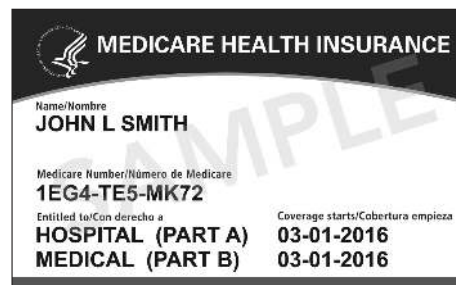 MEDICARE HEALTH INSURANCE
SAMPLE
Name/Nombre
JOHN L SMITH
Medicare Number/Número de Medicare
1EG4-TE5-MK72
Entitled to/Con derecho a Coverage starts/Cobertura empieza
HOSPITAL (PART A) 03-01-2016
MEDICAL (PART B) 03-01-2016